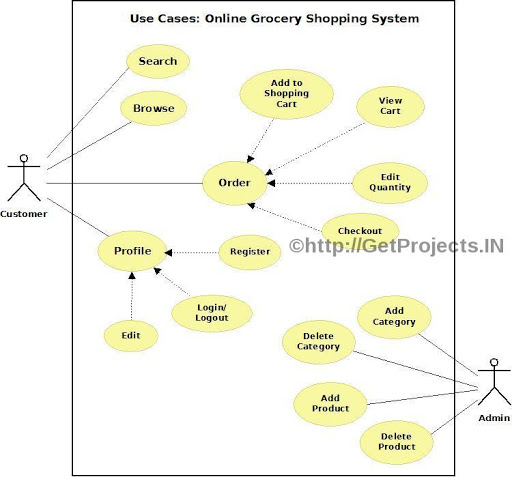 Use Cases: Online Grocery Shopping System
Search
Browse
Add to
Shopping
Cart
View
Cart
Order
Edit
Quantity
Customer
Checkout
Profile
Register
©http://GetProjects.IN
Login/
Logout
Edit
Add
Category
Delete
Category
Add
Product
Admin
Delete
Product